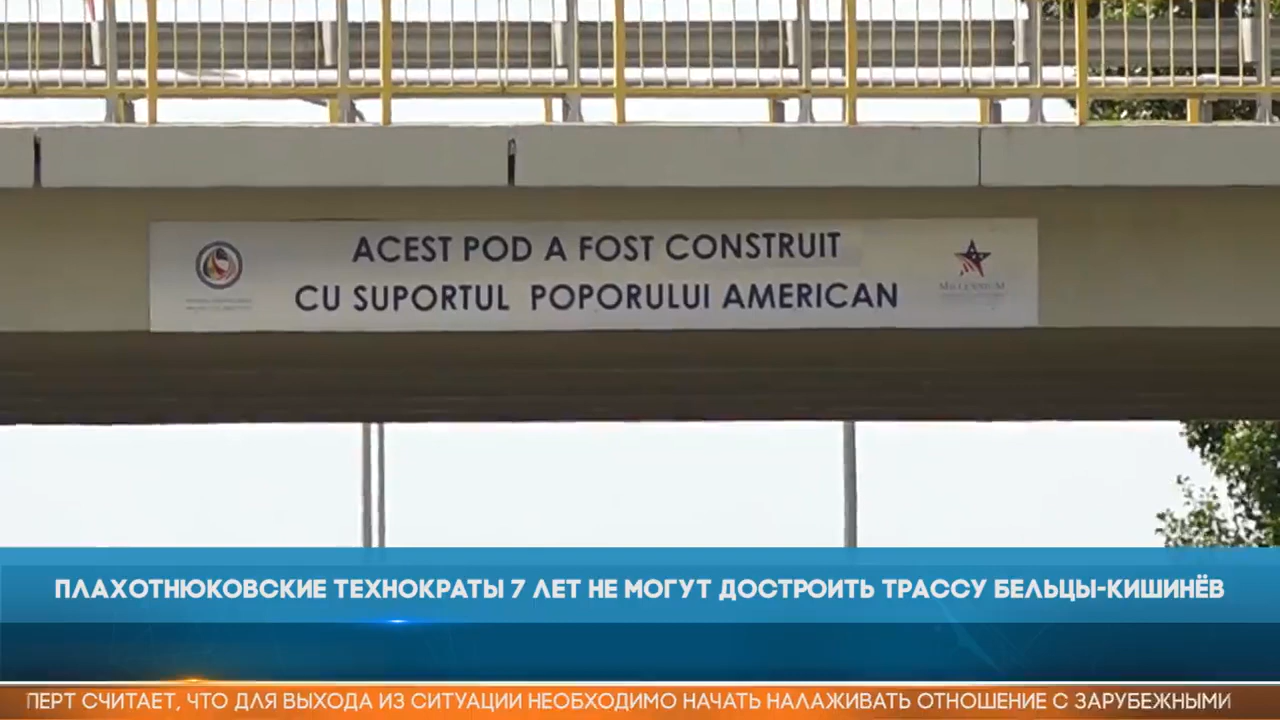 ACEST POD A FOST CONSTRUIT
CU SUPORTUL POPORULUI AMERICAN
MILLENNIUM
ПЛАХОТНЮКОВСКИЕ ТЕХНОКРАТЫ 7 ЛЕТ НЕ МОГУТ ДОСТРОИТЬ ТРАССУ БЕЛЬЦЫ-КИШИНЁВ
ПЕРТ СЧИТАЕТ, ЧТО ДЛЯ ВЫХОДА ИЗ СИТУАЦИИ НЕОБХОДИМО НАЧАТЬ НАЛАЖИВАТЬ ОТНОШЕНИЕ С ЗАРУБЕЖНЫМИ